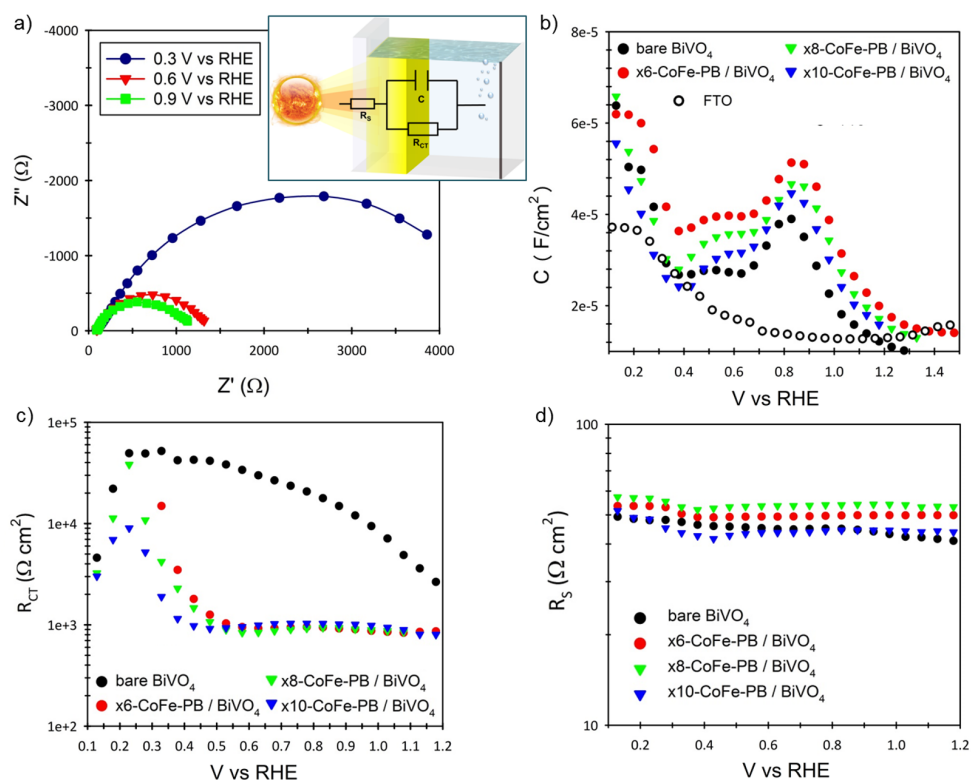 a)
-4000
-3000
-2000
-1000
0
0
1000
2000
3000
4000
Z'' (Ω)
Z' (Ω)
0.3 V vs RHE
0.6 V vs RHE
0.9 V vs RHE
R_S
C
R_CT
b)
8e-5
6e-5
4e-5
2e-5
0.2
0.4
0.6
0.8
1.0
1.2
1.4
C ( F/cm²)
V vs RHE
bare BiVO₄
x8-CoFe-PB / BiVO₄
x6-CoFe-PB / BiVO₄
x10-CoFe-PB / BiVO₄
FTO
c)
1e+5
1e+4
1e+3
1e+2
0.1
0.2
0.3
0.4
0.5
0.6
0.7
0.8
0.9
1.0
1.1
1.2
R_CT (Ω cm²)
V vs RHE
bare BiVO₄
x8-CoFe-PB / BiVO₄
x6-CoFe-PB / BiVO₄
x10-CoFe-PB / BiVO₄
d)
100
10
0.2
0.4
0.6
0.8
1.0
1.2
R_S (Ω cm²)
V vs RHE
bare BiVO₄
x6-CoFe-PB / BiVO₄
x8-CoFe-PB / BiVO₄
x10-CoFe-PB / BiVO₄